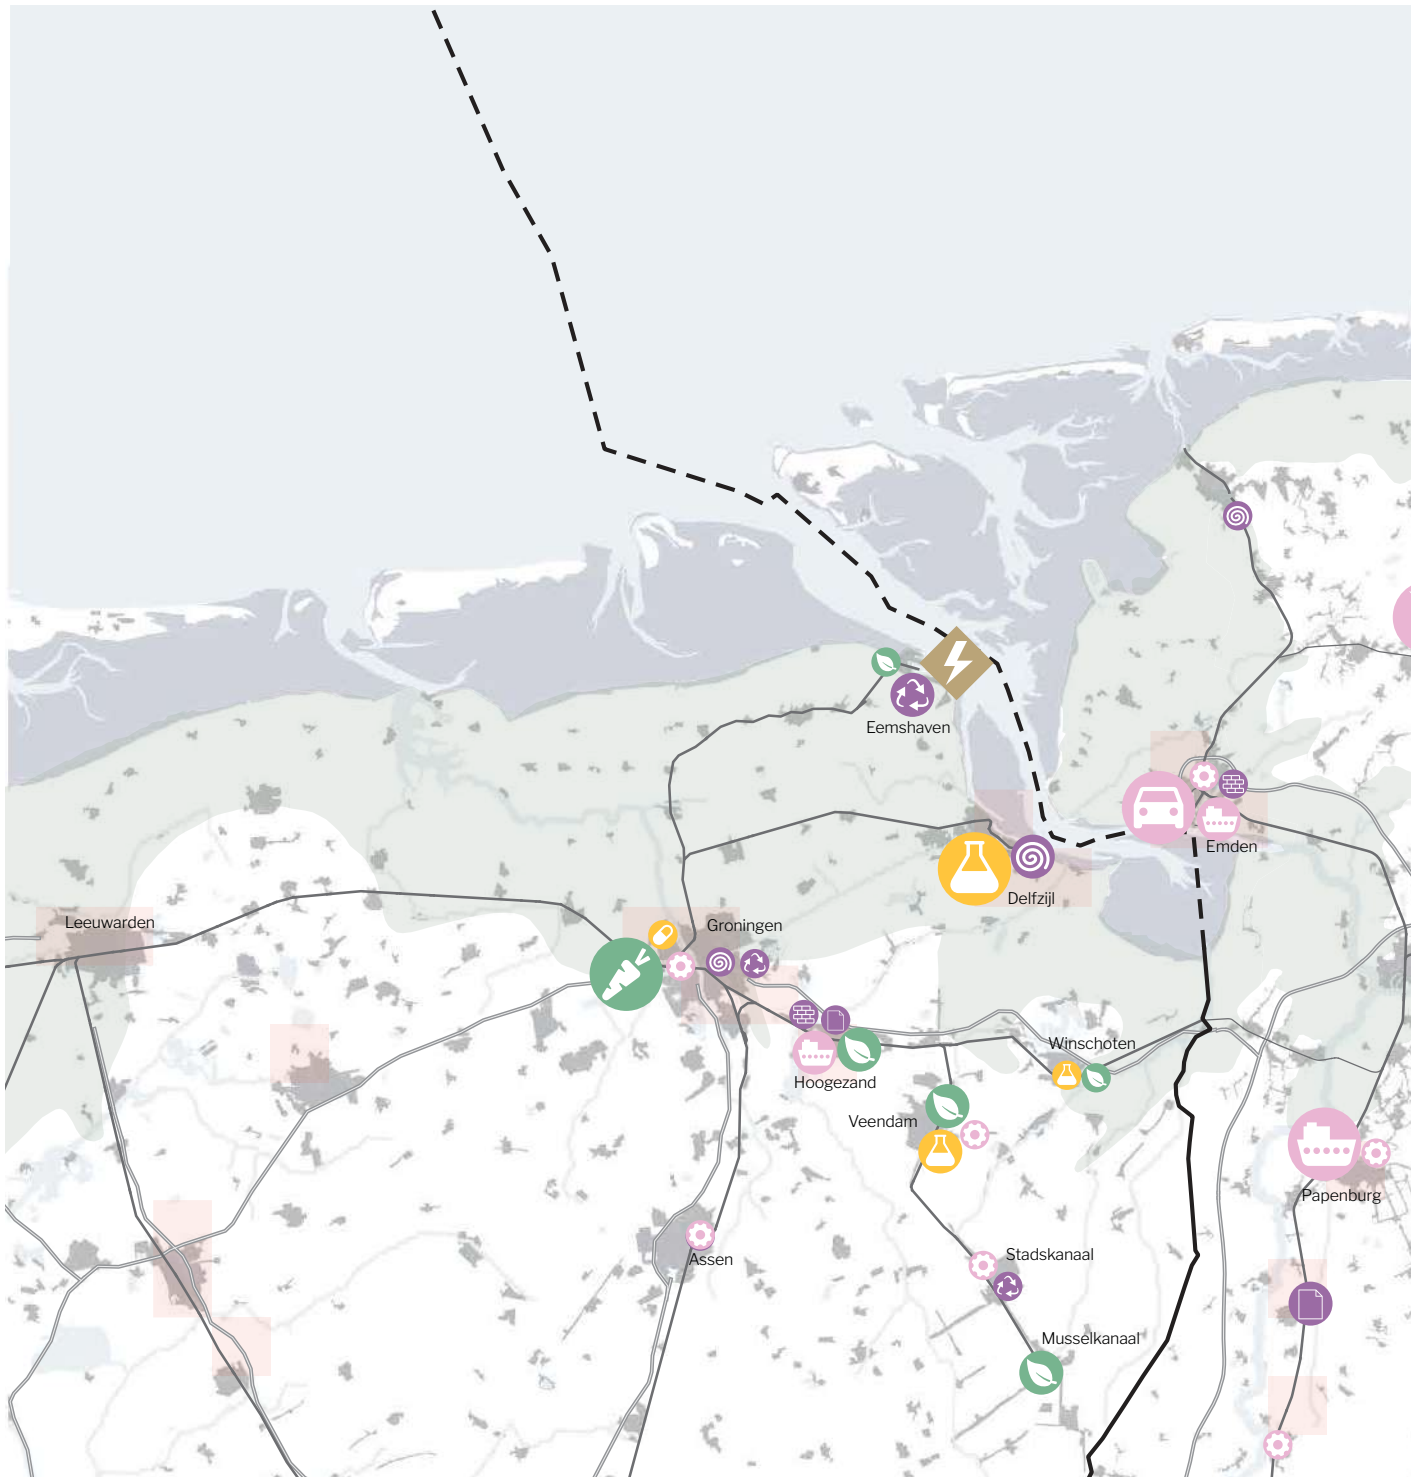 Eemshaven
Emden
Delfzijl
Leeuwarden
Groningen
Winschoten
Hoogezand
Veendam
Papenburg
Stadskanaal
Assen
Musselkanaal